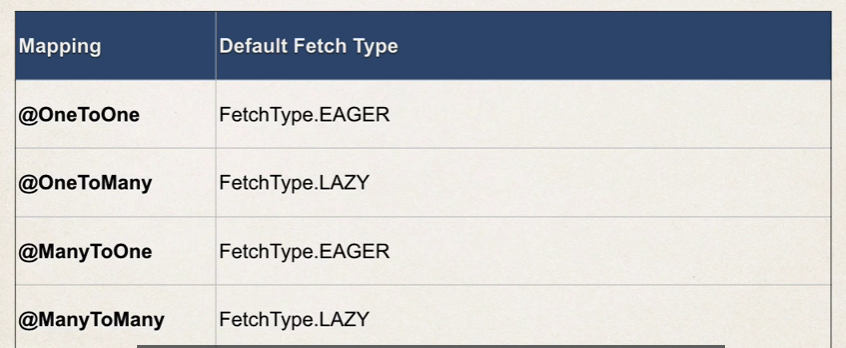 Mapping Default Fetch Type
@OneToOne FetchType.EAGER
@OneToMany FetchType.LAZY
@ManyToOne FetchType.EAGER
@ManyToMany FetchType.LAZY